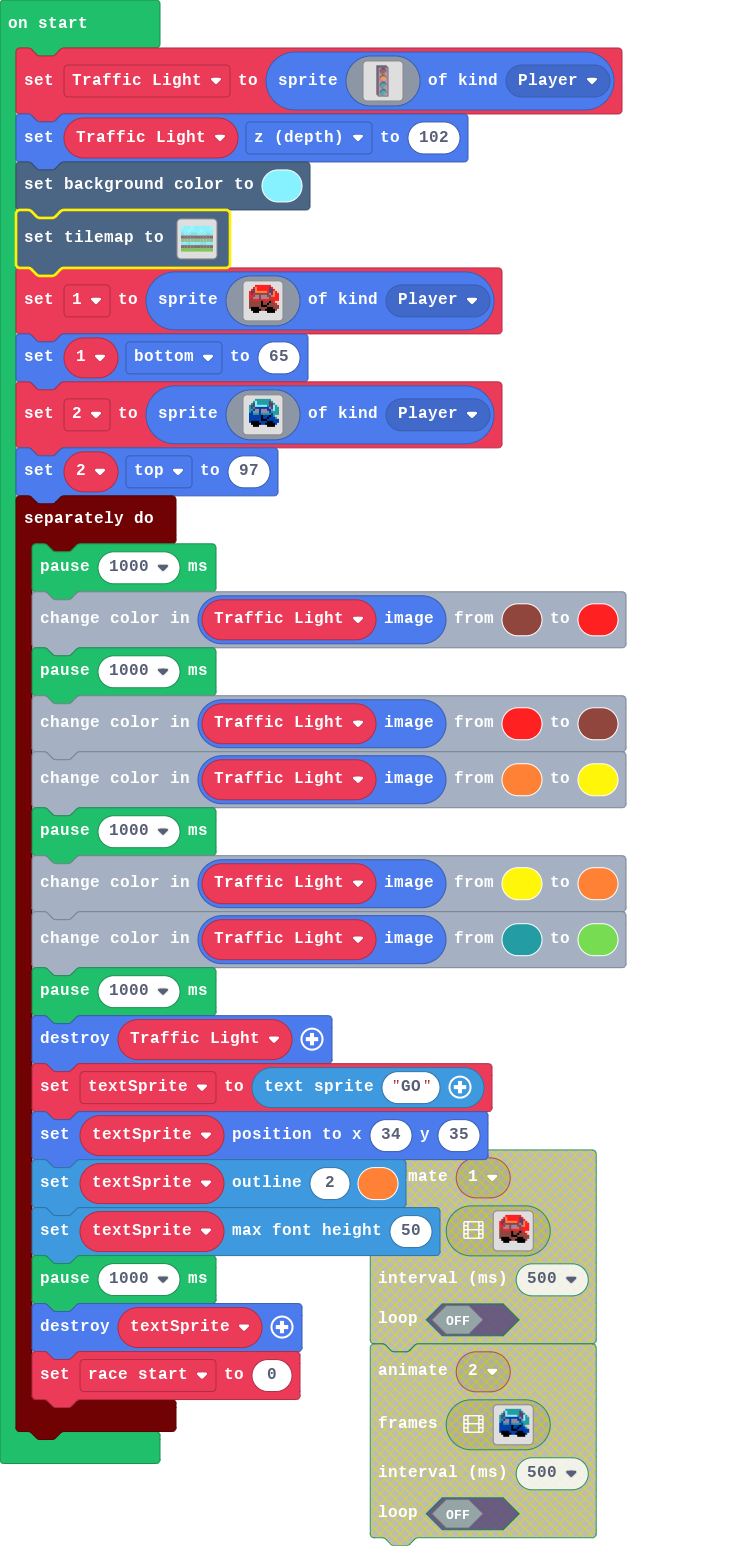 on start
set Traffic Light to sprite of kind Player
set Traffic Light z (depth) to 102
set background color to
set tilemap to
set 1 to sprite of kind Player
set 1 bottom to 65
set 2 to sprite of kind Player
set 2 top to 97
separately do
pause 1000 ms
change color in Traffic Light image from to
pause 1000 ms
change color in Traffic Light image from to
change color in Traffic Light image from to
pause 1000 ms
change color in Traffic Light image from to
change color in Traffic Light image from to
pause 1000 ms
destroy Traffic Light
set textSprite to text sprite "GO"
set textSprite position to x 34 y 35
set textSprite outline 2
set textSprite max font height 50
pause 1000 ms
destroy textSprite
set race start to 0
mate 1
interval (ms) 500
loop OFF
animate 2
frames
interval (ms) 500
loop OFF